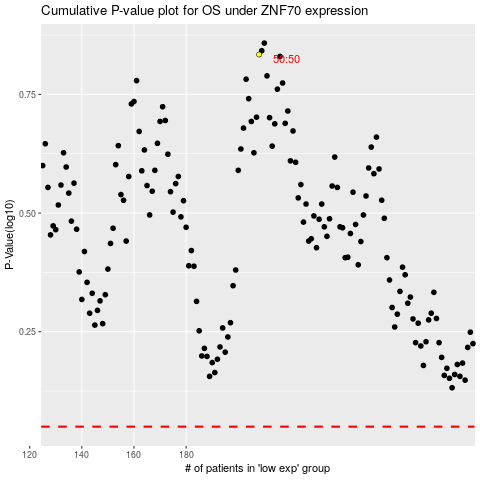 Cumulative P-value plot for OS under ZNF70 expression
P-Value(log10)
0.75
0.50
0.25
50:50
120 140 160 180
# of patients in 'low exp' group